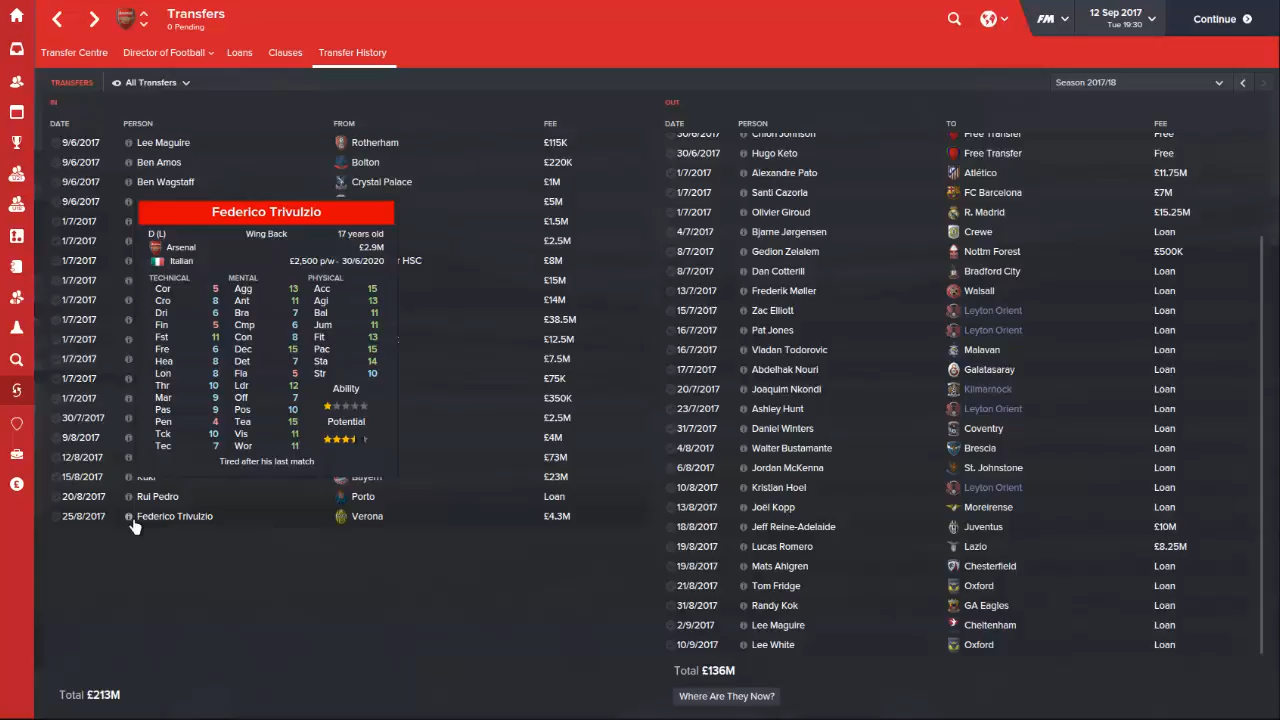 Transfers
0 Pending
FM
12 Sep 2017
Tue 19:30
Continue
Transfer Centre Director of Football Loans Clauses Transfer History
TRANSFERS All Transfers
Season 2017/18
IN
DATE PERSON FROM FEE
9/6/2017 Lee Maguire Rotherham £115K
9/6/2017 Ben Amos Bolton £220K
9/6/2017 Ben Wagstaff Crystal Palace £1M
9/6/2017 £5M
1/7/2017 £1.5M
1/7/2017 £2.5M
1/7/2017 HSC £8M
1/7/2017 £15M
1/7/2017 £14M
1/7/2017 £38.5M
1/7/2017 £12.5M
1/7/2017 £7.5M
1/7/2017 £75K
1/7/2017 £350K
30/7/2017 £2.5M
9/8/2017 £4M
12/8/2017 £73M
15/8/2017 Kuki Bayern £23M
20/8/2017 Rui Pedro Porto Loan
25/8/2017 Federico Trivulzio Verona £4.3M
Total £213M
Federico Trivulzio
D (L) Wing Back 17 years old
Arsenal £2.9M
Italian £2,500 p/w - 30/6/2020
TECHNICAL MENTAL PHYSICAL
Cor 5 Agg 13 Acc 15
Cro 8 Ant 11 Agi 13
Dri 6 Bra 7 Bal 11
Fin 5 Cmp 6 Jum 11
Fst 11 Con 8 Fit 13
Fre 6 Dec 15 Pac 15
Hea 8 Det 7 Sta 14
Lon 8 Fla 5 Str 10
Thr 10 Ldr 12
Mar 9 Off 7
Pas 9 Pos 10
Pen 4 Tea 15
Tck 10 Vis 11
Tec 7 Wor 11
Ability
Potential
Tired after his last match
OUT
DATE PERSON TO FEE
30/6/2017 Chion Johnson Free Transfer Free
30/6/2017 Hugo Keto Free Transfer Free
1/7/2017 Alexandre Pato Atlético £11.75M
1/7/2017 Santi Cazorla FC Barcelona £7M
1/7/2017 Olivier Giroud R. Madrid £15.25M
4/7/2017 Bjarne Jørgensen Crewe Loan
8/7/2017 Gedion Zelalem Nottm Forest £500K
8/7/2017 Dan Cotterill Bradford City Loan
13/7/2017 Frederik Møller Walsall Loan
15/7/2017 Zac Elliott Leyton Orient Loan
16/7/2017 Pat Jones Leyton Orient Loan
16/7/2017 Vladan Todorovic Malavan Loan
17/7/2017 Abdelhak Nouri Galatasaray Loan
20/7/2017 Joaquim Nkondi Kilmarnock Loan
23/7/2017 Ashley Hunt Leyton Orient Loan
31/7/2017 Daniel Winters Coventry Loan
4/8/2017 Walter Bustamante Brescia Loan
6/8/2017 Jordan McKenna St. Johnstone Loan
10/8/2017 Kristian Hoel Leyton Orient Loan
13/8/2017 Joël Kopp Moreirense Loan
18/8/2017 Jeff Reine-Adelaide Juventus £10M
19/8/2017 Lucas Romero Lazio £8.25M
19/8/2017 Mats Ahlgren Chesterfield Loan
21/8/2017 Tom Fridge Oxford Loan
31/8/2017 Randy Kok GA Eagles Loan
2/9/2017 Lee Maguire Cheltenham Loan
10/9/2017 Lee White Oxford Loan
Total £136M
Where Are They Now?